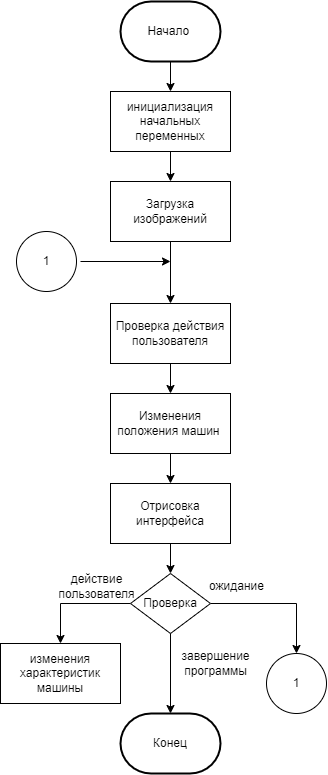 Начало
инициализация
начальных
переменных
Загрузка
изображений
1
Проверка действия
пользователя
Изменения
положения машин
Отрисовка
интерфейса
действие
пользователя
ожидание
Проверка
изменения
характеристик
машины
завершение
программы
1
Конец